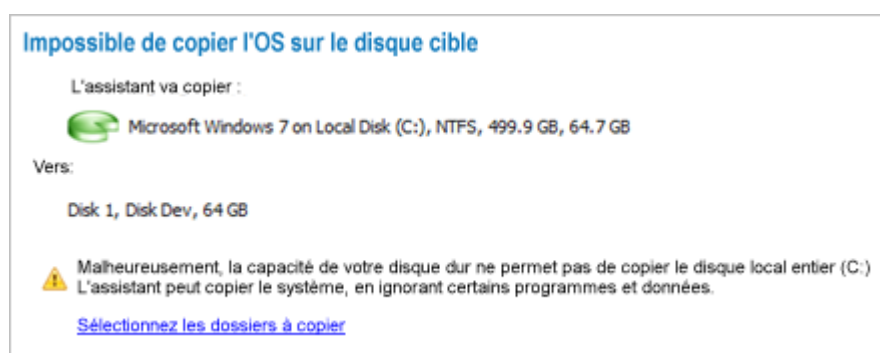 Impossible de copier l'OS sur le disque cible
L'assistant va copier :
Microsoft Windows 7 on Local Disk (C:), NTFS, 499.9 GB, 64.7 GB
Vers:
Disk 1, Disk Dev, 64 GB
Malheureusement, la capacité de votre disque dur ne permet pas de copier le disque local entier (C:)
L'assistant peut copier le système, en ignorant certains programmes et données.
Sélectionnez les dossiers à copier